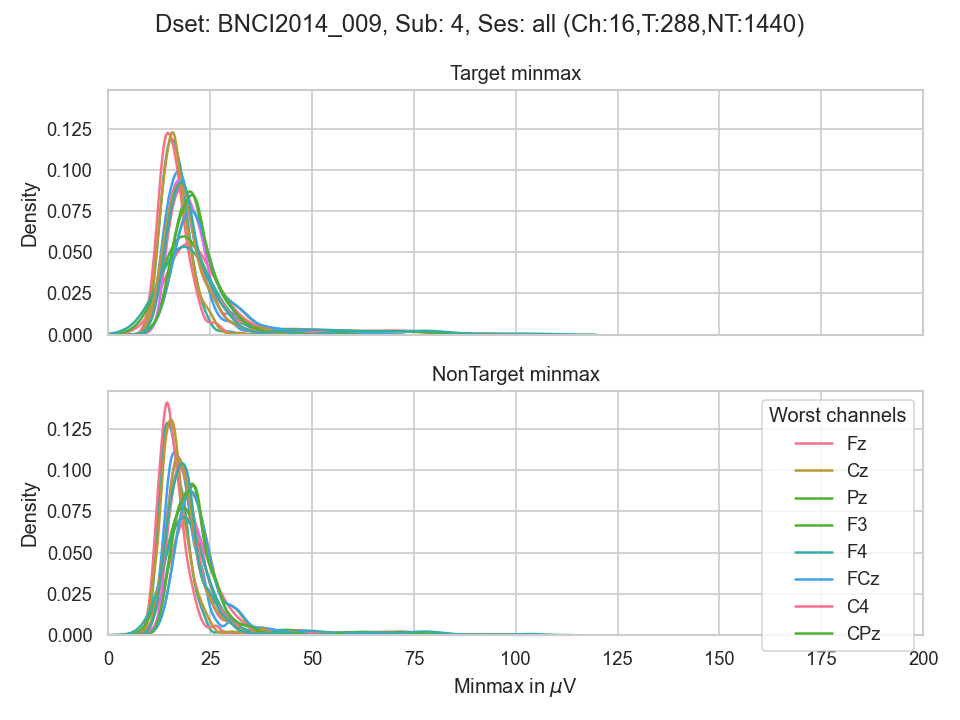 Dset: BNCI2014_009, Sub: 4, Ses: all (Ch:16,T:288,NT:1440)
Target minmax
Density
0.125
0.100
0.075
0.050
0.025
0.000
NonTarget minmax
Density
0.125
0.100
0.075
0.050
0.025
0.000
Worst channels
Fz
Cz
Pz
F3
F4
FCz
C4
CPz
0 25 50 75 100 125 150 175 200
Minmax in μV